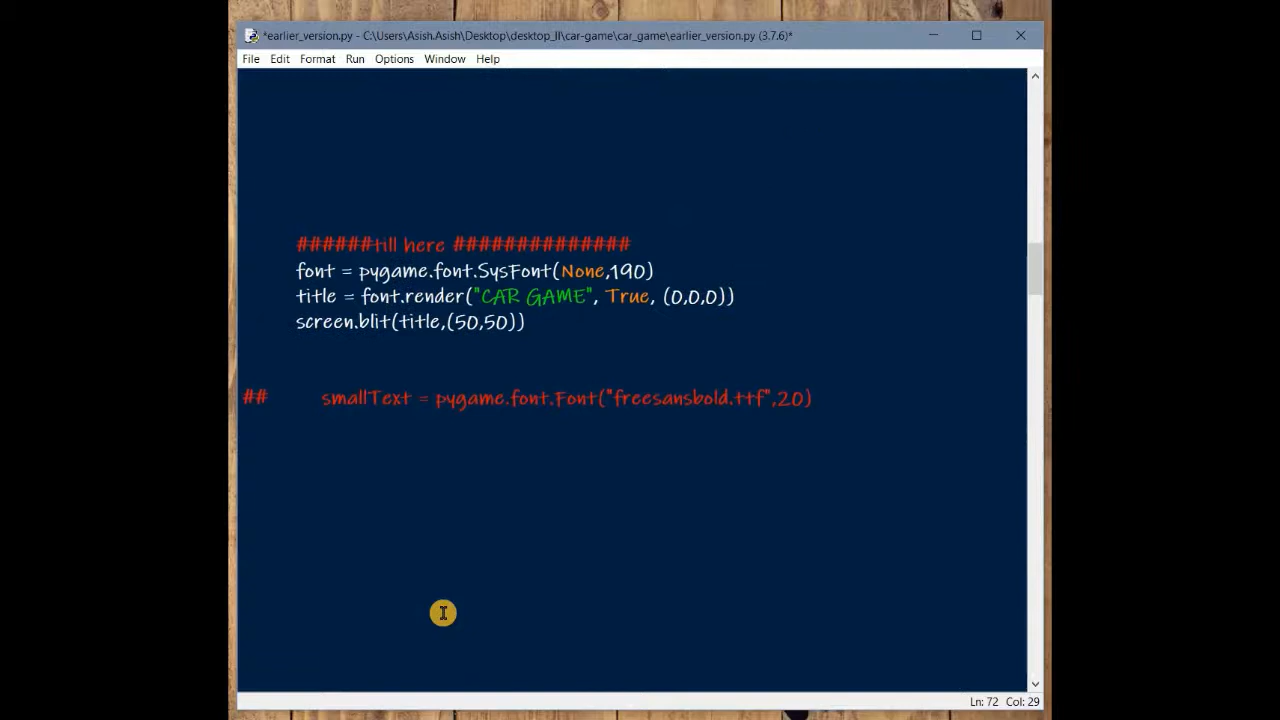 *earlier_version.py - C:\Users\Asish.Asish\Desktop\desktop_II\car-game\car_game\earlier_version.py (3.7.6)*
File Edit Format Run Options Window Help
######till here ##############
font = pygame.font.SysFont(None,190)
title = font.render("CAR GAME", True, (0,0,0))
screen.blit(title,(50,50))
## smallText = pygame.font.Font("freesansbold.ttf",20)
Ln: 72 Col: 29